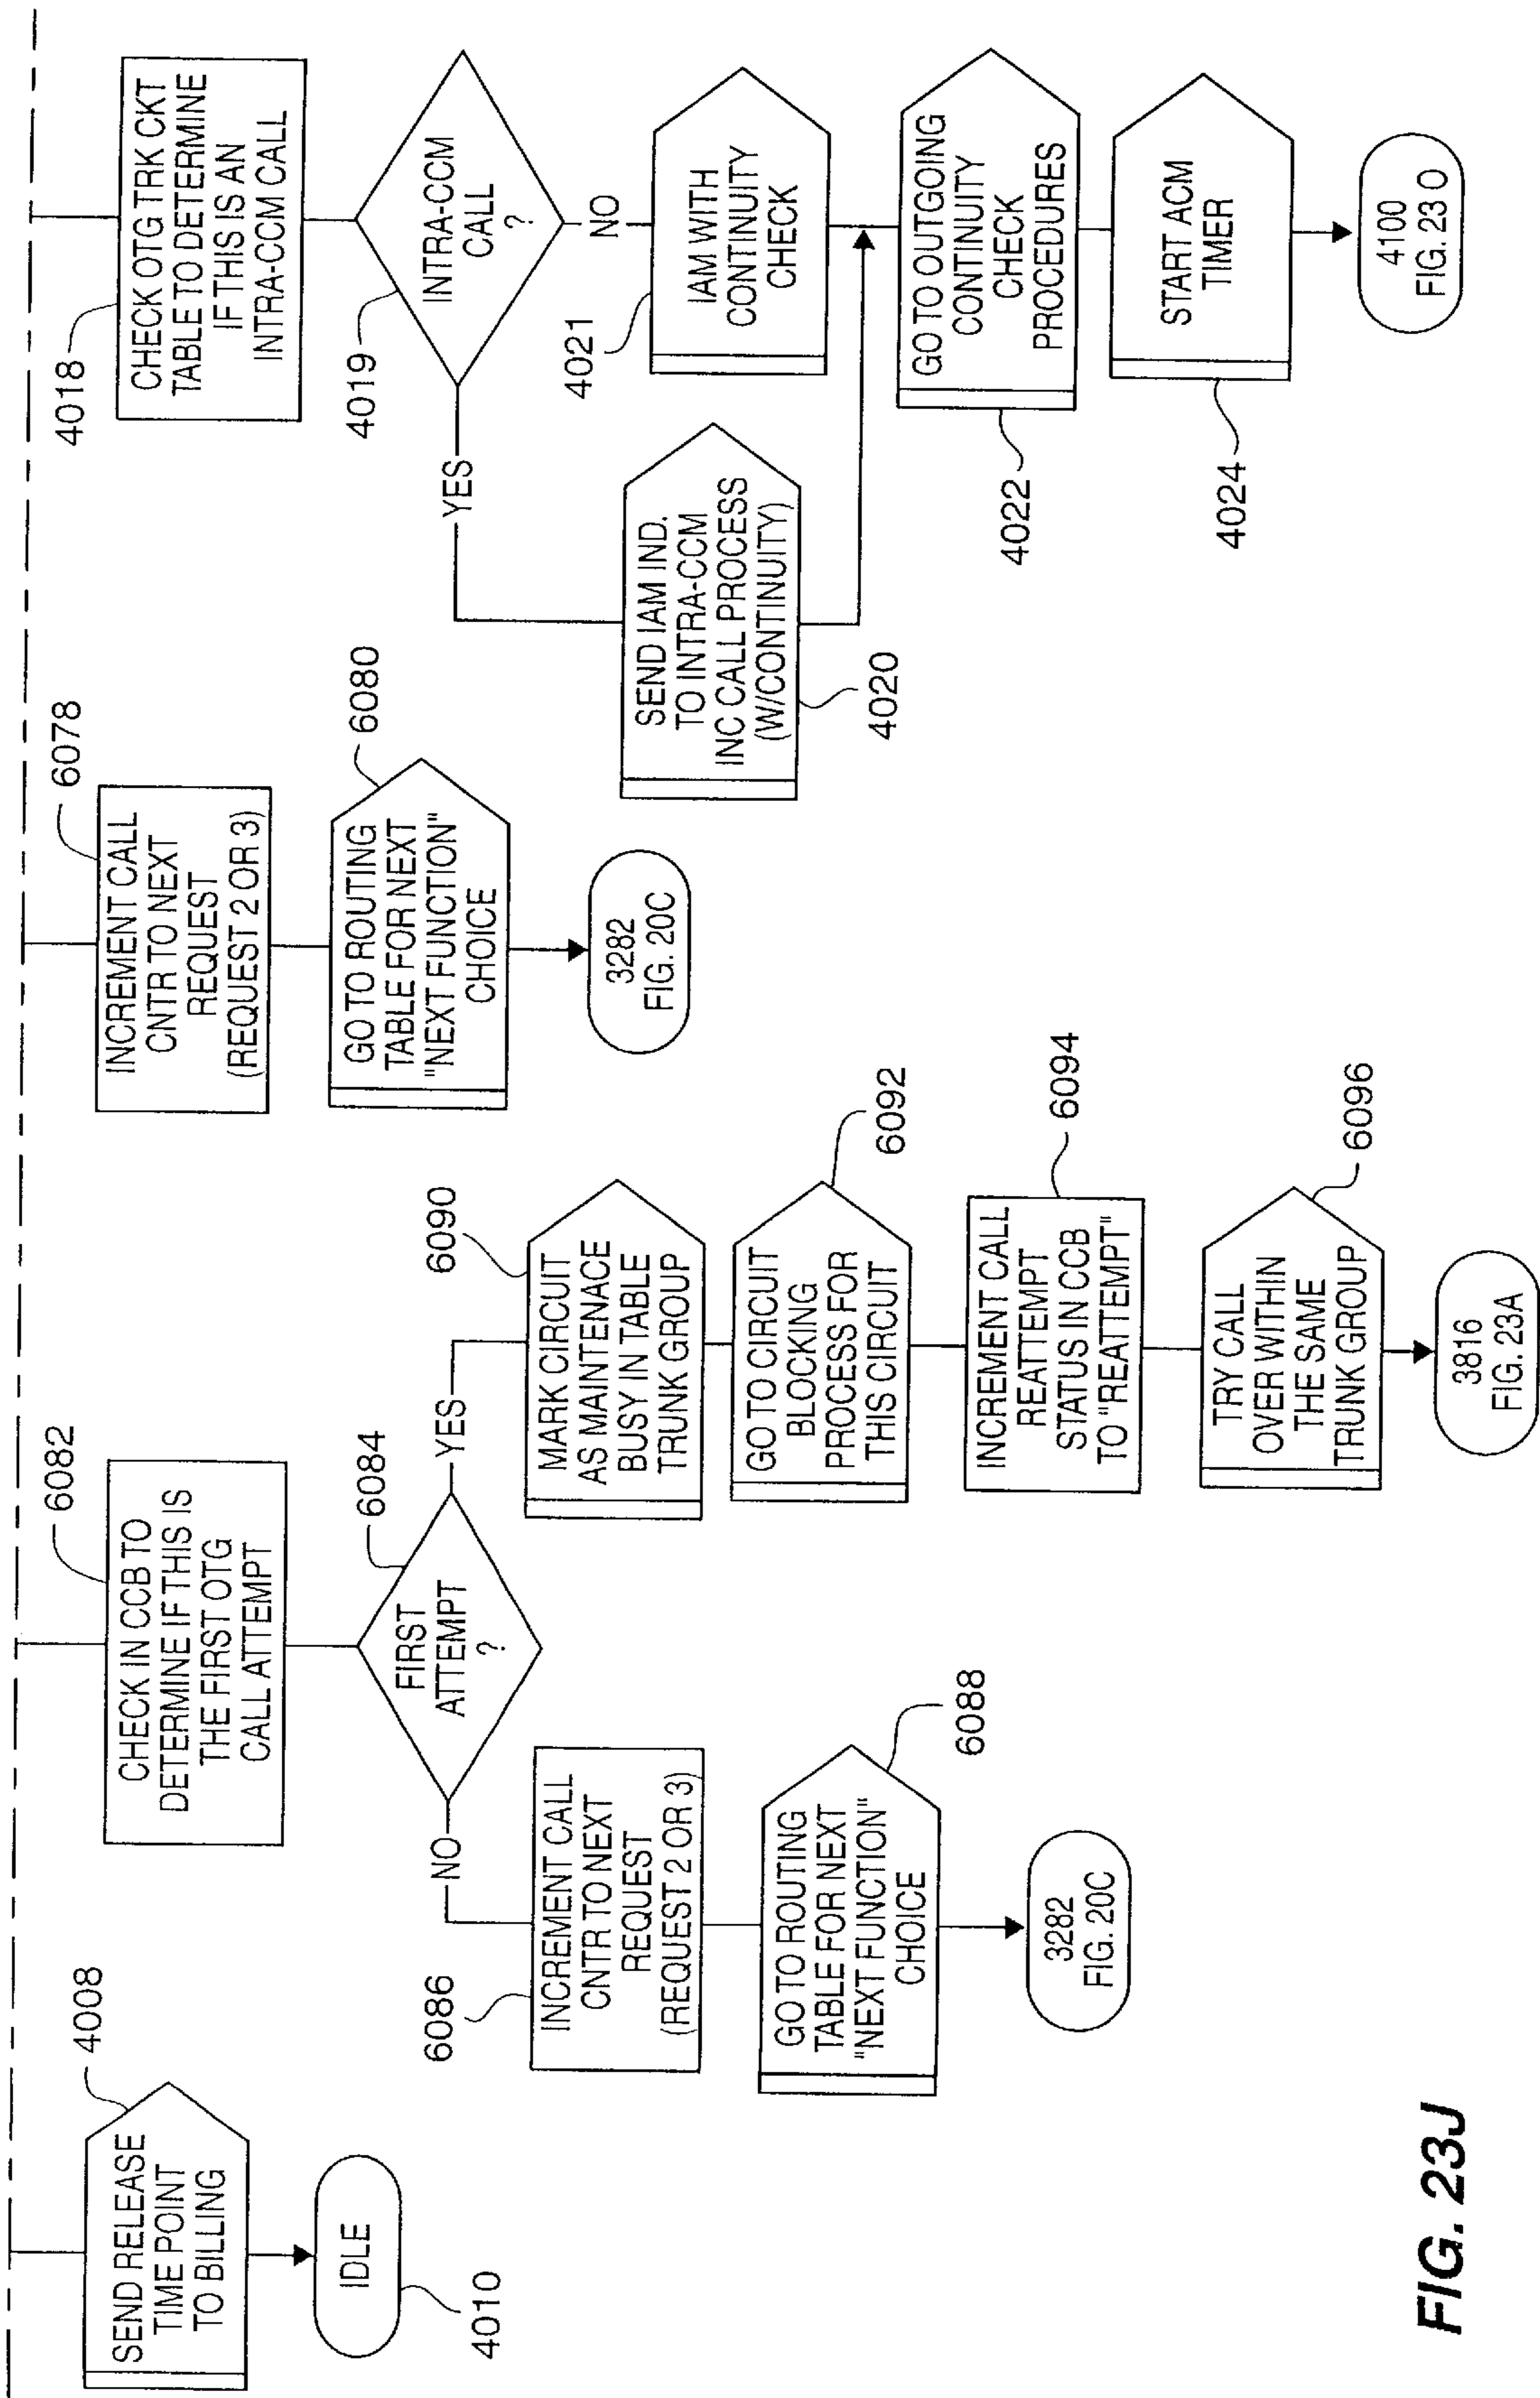 4008
SEND RELEASE
TIME POINT
TO BILLING
IDLE
4010
6082
CHECK IN CCB TO
DETERMINE IF THIS IS
THE FIRST OTG
CALL ATTEMPT
6084
FIRST
ATTEMPT
?
NO
YES
6086
INCREMENT CALL
CNTR TO NEXT
REQUEST
(REQUEST 2 OR 3)
GO TO ROUTING
TABLE FOR NEXT
"NEXT FUNCTION"
CHOICE
6088
3282
FIG. 20C
6090
MARK CIRCUIT
AS MAINTENACE
BUSY IN TABLE
TRUNK GROUP
GO TO CIRCUIT
BLOCKING
PROCESS FOR
THIS CIRCUIT
6092
INCREMENT CALL
REATTEMPT
STATUS IN CCB
TO "REATTEMPT"
6094
TRY CALL
OVER WITHIN
THE SAME
TRUNK GROUP
6096
3816
FIG. 23A
6078
INCREMENT CALL
CNTR TO NEXT
REQUEST
(REQUEST 2 OR 3)
6080
GO TO ROUTING
TABLE FOR NEXT
"NEXT FUNCTION"
CHOICE
3282
FIG. 20C
4018
CHECK OTG TRK CKT
TABLE TO DETERMINE
IF THIS IS AN
INTRA-CCM CALL
4019
INTRA-CCM
CALL
?
YES
NO
SEND IAM IND.
TO INTRA-CCM
INC CALL PROCESS
(W/CONTINUITY)
4020
4021
IAM WITH
CONTINUITY
CHECK
GO TO OUTGOING
CONTINUITY
CHECK
PROCEDURES
4022
START ACM
TIMER
4024
4100
FIG. 23 O
FIG. 23J